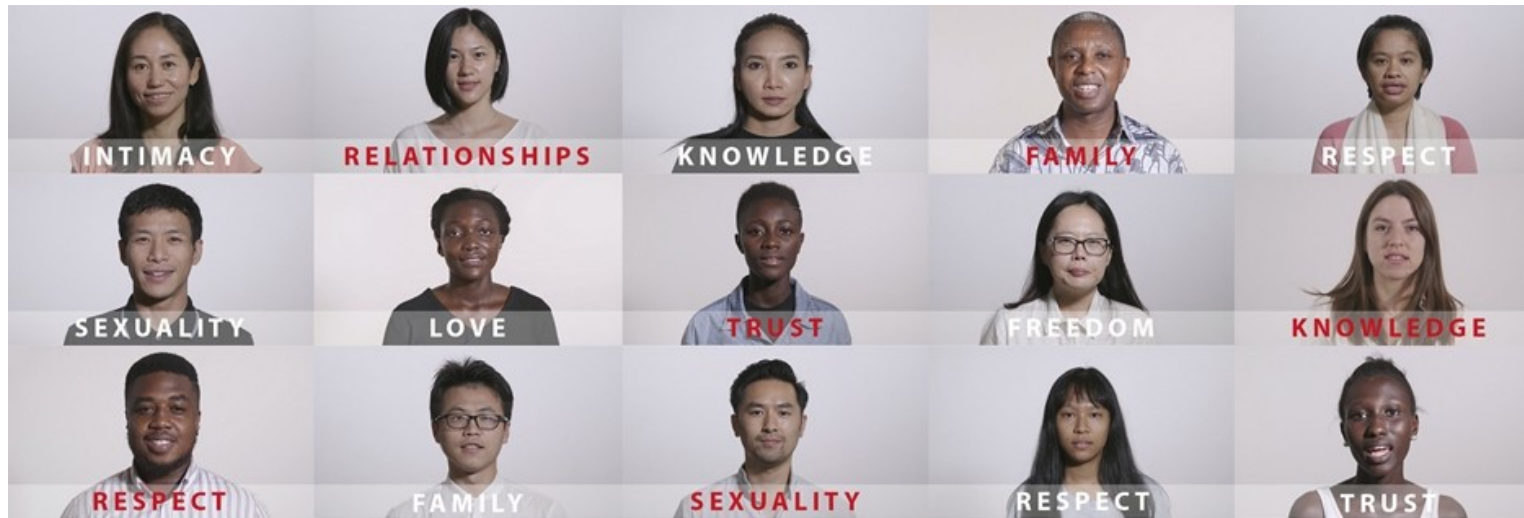 INTIMACY
RELATIONSHIPS
KNOWLEDGE
FAMILY
RESPECT
SEXUALITY
LOVE
TRUST
FREEDOM
KNOWLEDGE
RESPECT
FAMILY
SEXUALITY
RESPECT
TRUST